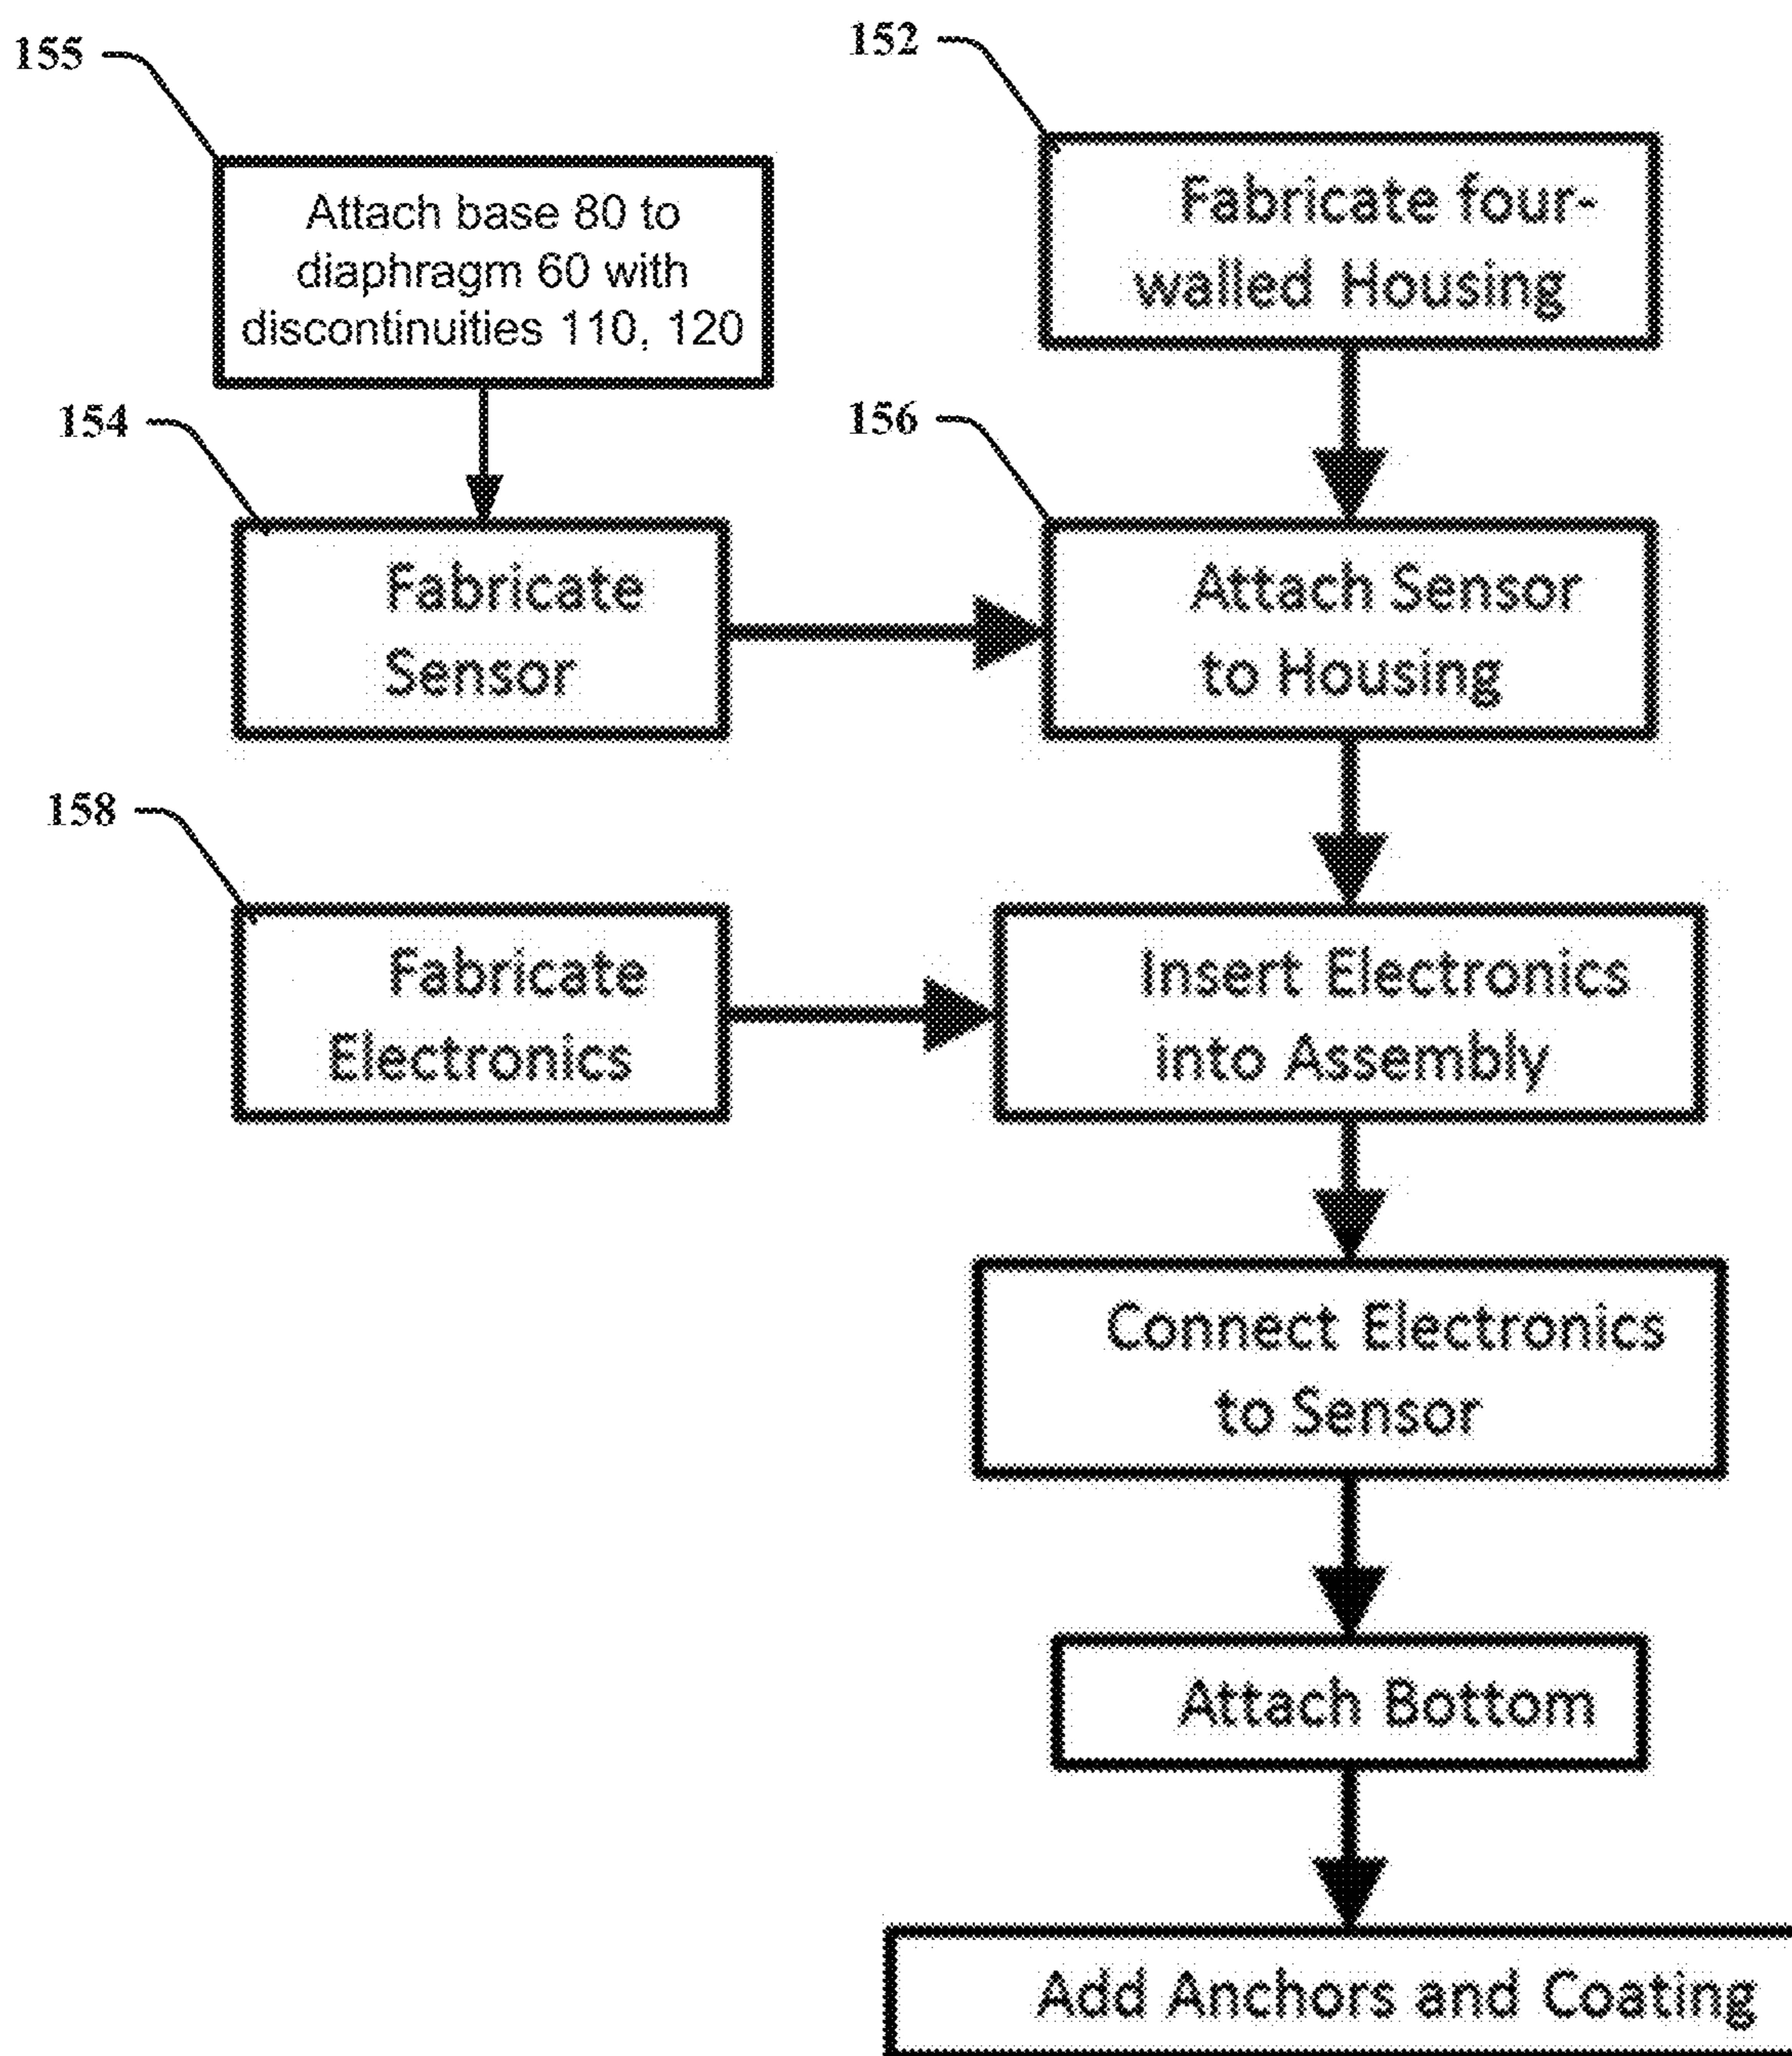 155
152
Attach base 80 to
diaphragm 60 with
discontinuities 110, 120
Fabricate four-
walled Housing
154
156
Fabricate
Sensor
Attach Sensor
to Housing
158
Fabricate
Electronics
Insert Electronics
into Assembly
Connect Electronics
to Sensor
Attach Bottom
Add Anchors and Coating